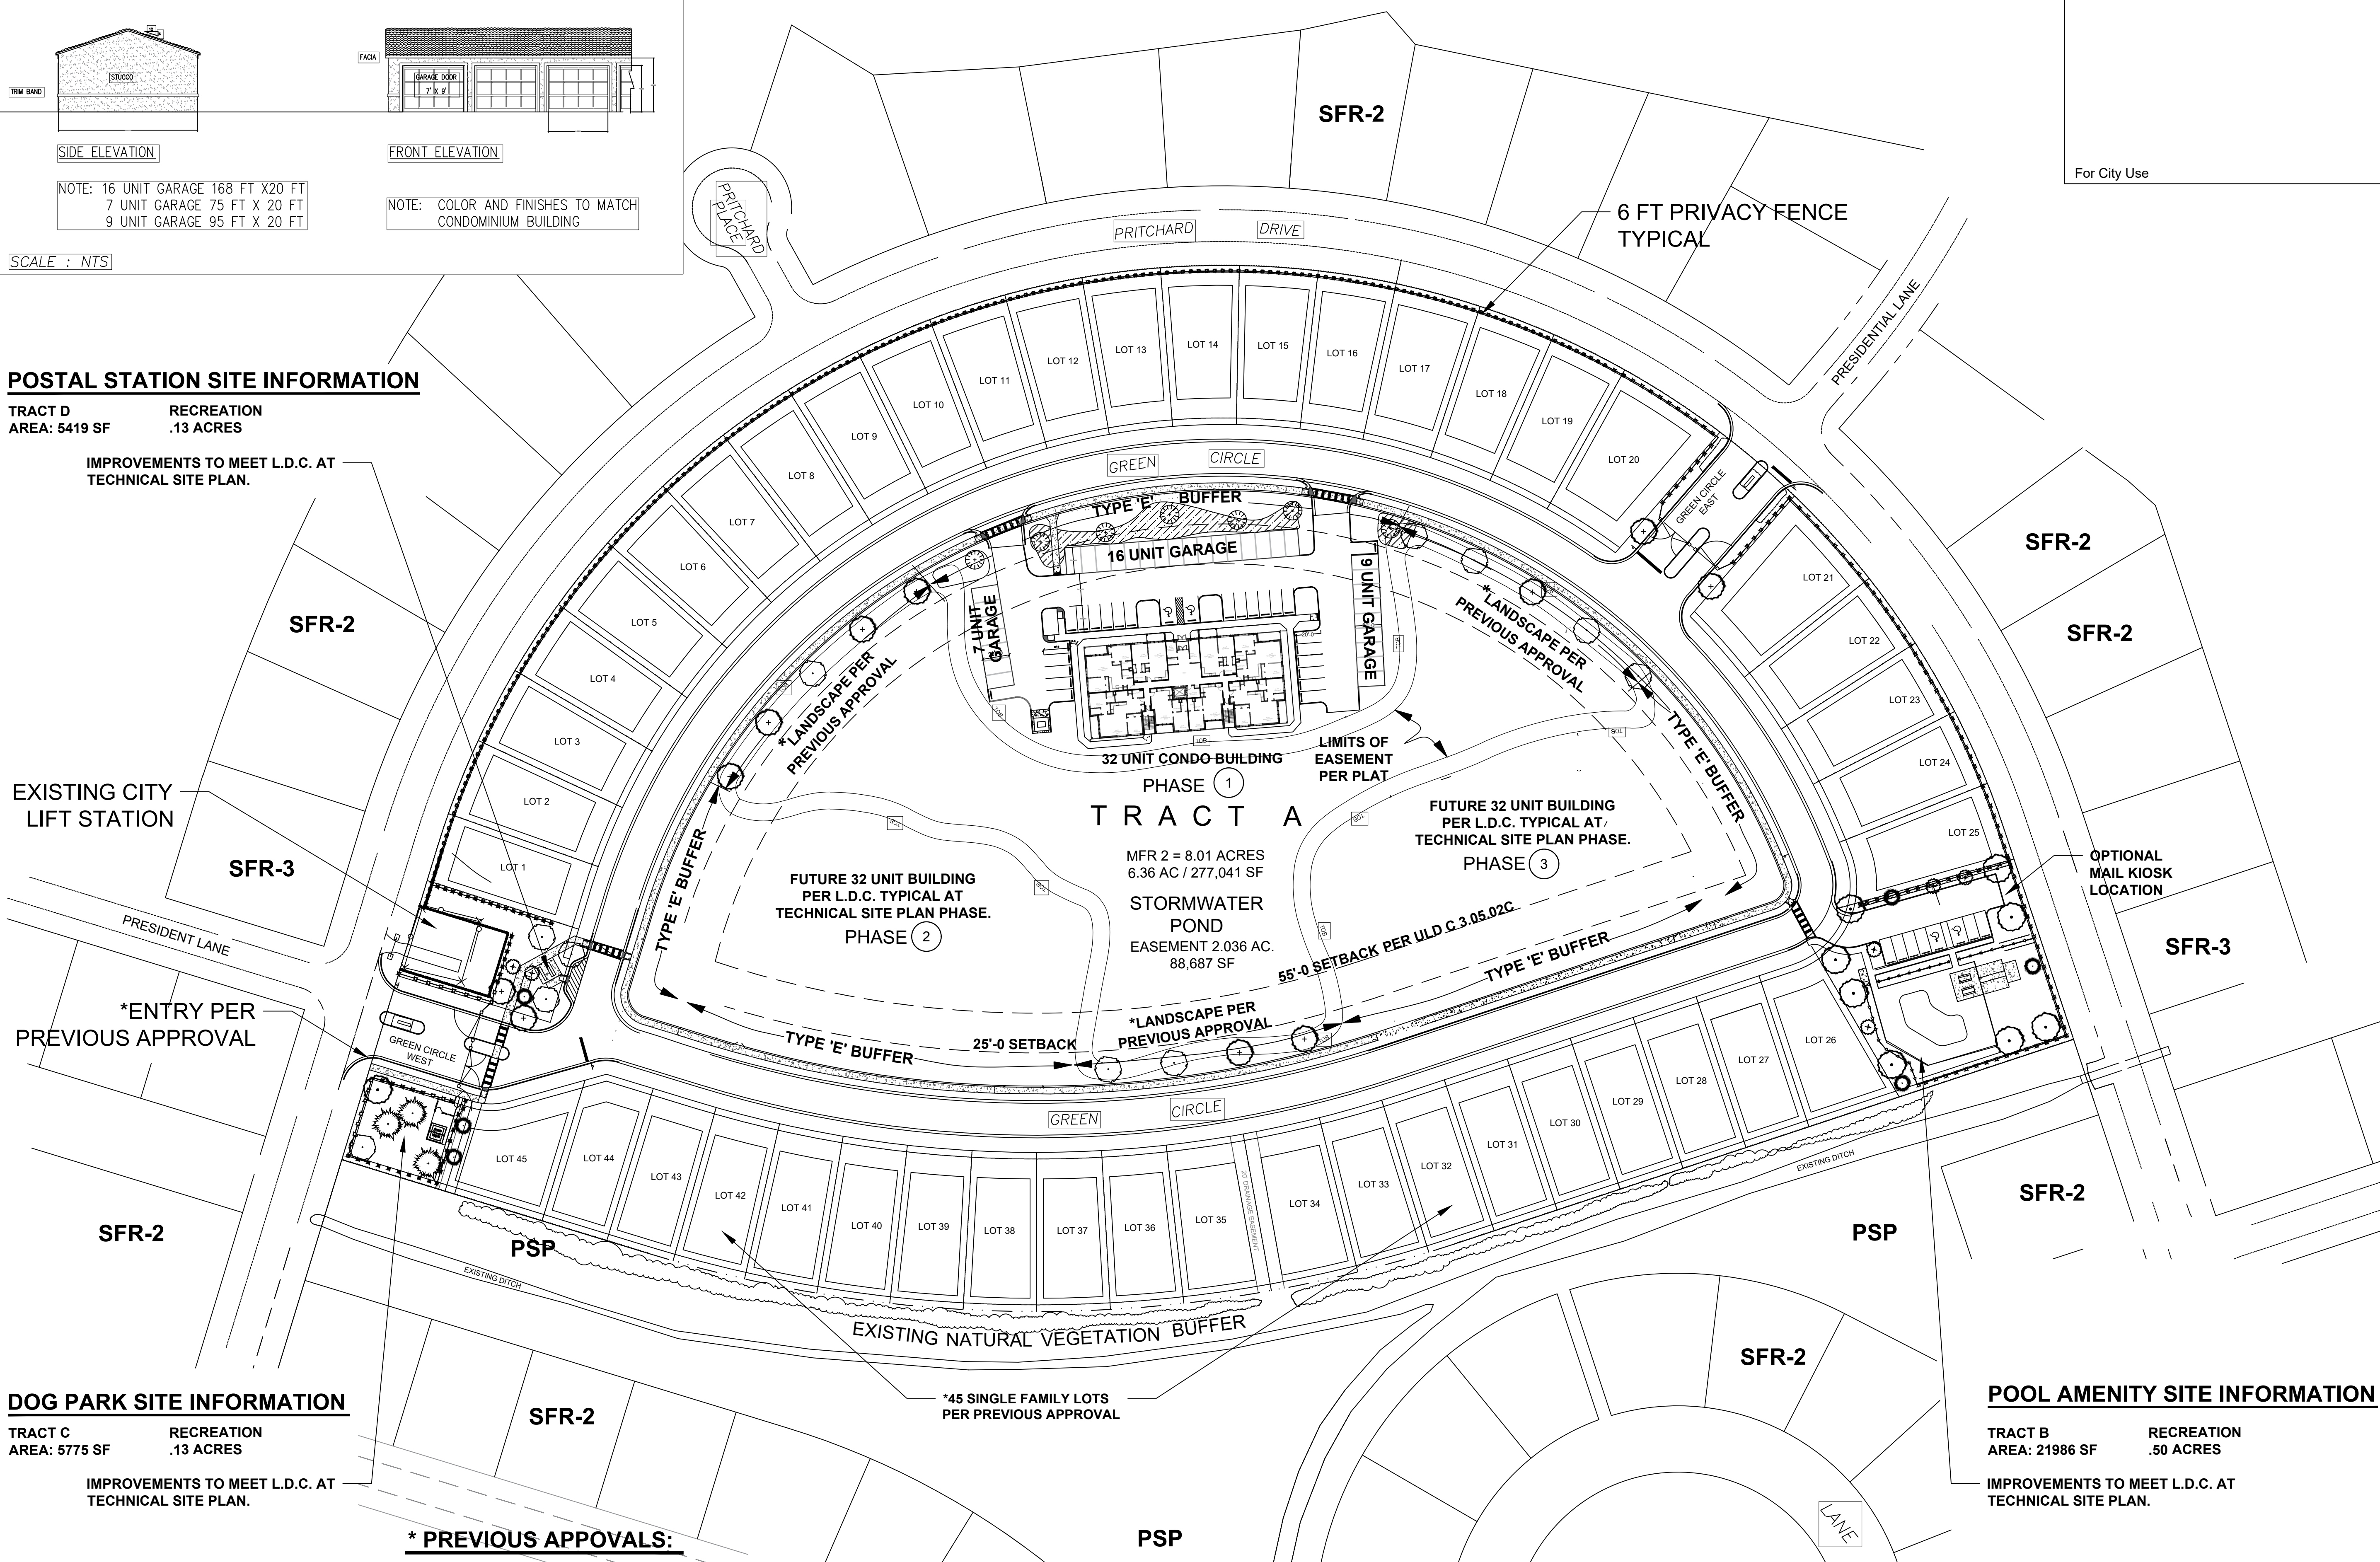 STUCCO
TRIM BAND
FACIA
GARAGE DOOR
7' X 9'
SIDE ELEVATION
FRONT ELEVATION
NOTE: 16 UNIT GARAGE 168 FT X20 FT
7 UNIT GARAGE 75 FT X 20 FT
9 UNIT GARAGE 95 FT X 20 FT
NOTE: COLOR AND FINISHES TO MATCH
CONDOMINIUM BUILDING
SCALE : NTS
For City Use
SFR-2
PRITCHARD
PLACE
PRITCHARD DRIVE
6 FT PRIVACY FENCE
TYPICAL
PRESIDENTIAL LANE
POSTAL STATION SITE INFORMATION
TRACT D RECREATION
AREA: 5419 SF .13 ACRES
IMPROVEMENTS TO MEET L.D.C. AT
TECHNICAL SITE PLAN.
LOT 1
LOT 2
LOT 3
LOT 4
LOT 5
LOT 6
LOT 7
LOT 8
LOT 9
LOT 10
LOT 11
LOT 12
LOT 13
LOT 14
LOT 15
LOT 16
LOT 17
LOT 18
LOT 19
LOT 20
GREEN CIRCLE
GREEN CIRCLE
EAST
TYPE 'E' BUFFER
16 UNIT GARAGE
7 UNIT
GARAGE
9 UNIT GARAGE
*LANDSCAPE PER
PREVIOUS APPROVAL
*LANDSCAPE PER
PREVIOUS APPROVAL
SFR-2
SFR-2
SFR-2
LOT 21
LOT 22
LOT 23
LOT 24
LOT 25
TOB
TOB
TOB
TOB
TOB
TOB
TOB
TOB
TOB
TOB
32 UNIT CONDO BUILDING
PHASE 1
LIMITS OF
EASEMENT
PER PLAT
TRACT A
MFR 2 = 8.01 ACRES
6.36 AC / 277,041 SF
STORMWATER
POND
EASEMENT 2.036 AC.
88,687 SF
FUTURE 32 UNIT BUILDING
PER L.D.C. TYPICAL AT
TECHNICAL SITE PLAN PHASE.
PHASE 2
FUTURE 32 UNIT BUILDING
PER L.D.C. TYPICAL AT
TECHNICAL SITE PLAN PHASE.
PHASE 3
TYPE 'E' BUFFER
TYPE 'E' BUFFER
55'-0 SETBACK PER ULD C 3.05.02C
TYPE 'E' BUFFER
*LANDSCAPE PER
PREVIOUS APPROVAL
25'-0 SETBACK
TYPE 'E' BUFFER
EXISTING CITY
LIFT STATION
SFR-3
PRESIDENT LANE
*ENTRY PER
PREVIOUS APPROVAL
GREEN CIRCLE
WEST
OPTIONAL
MAIL KIOSK
LOCATION
SFR-3
GREEN CIRCLE
LOT 26
LOT 27
LOT 28
LOT 29
LOT 30
LOT 31
LOT 32
LOT 33
LOT 34
20' DRAINAGE EASEMENT
LOT 35
LOT 36
LOT 37
LOT 38
LOT 39
LOT 40
LOT 41
LOT 42
LOT 43
LOT 44
LOT 45
EXISTING DITCH
EXISTING DITCH
SFR-2
PSP
SFR-2
PSP
EXISTING NATURAL VEGETATION BUFFER
*45 SINGLE FAMILY LOTS
PER PREVIOUS APPROVAL
DOG PARK SITE INFORMATION
TRACT C RECREATION
AREA: 5775 SF .13 ACRES
IMPROVEMENTS TO MEET L.D.C. AT
TECHNICAL SITE PLAN.
SFR-2
SFR-2
POOL AMENITY SITE INFORMATION
TRACT B RECREATION
AREA: 21986 SF .50 ACRES
IMPROVEMENTS TO MEET L.D.C. AT
TECHNICAL SITE PLAN.
LANE
PSP
* PREVIOUS APPOVALS: